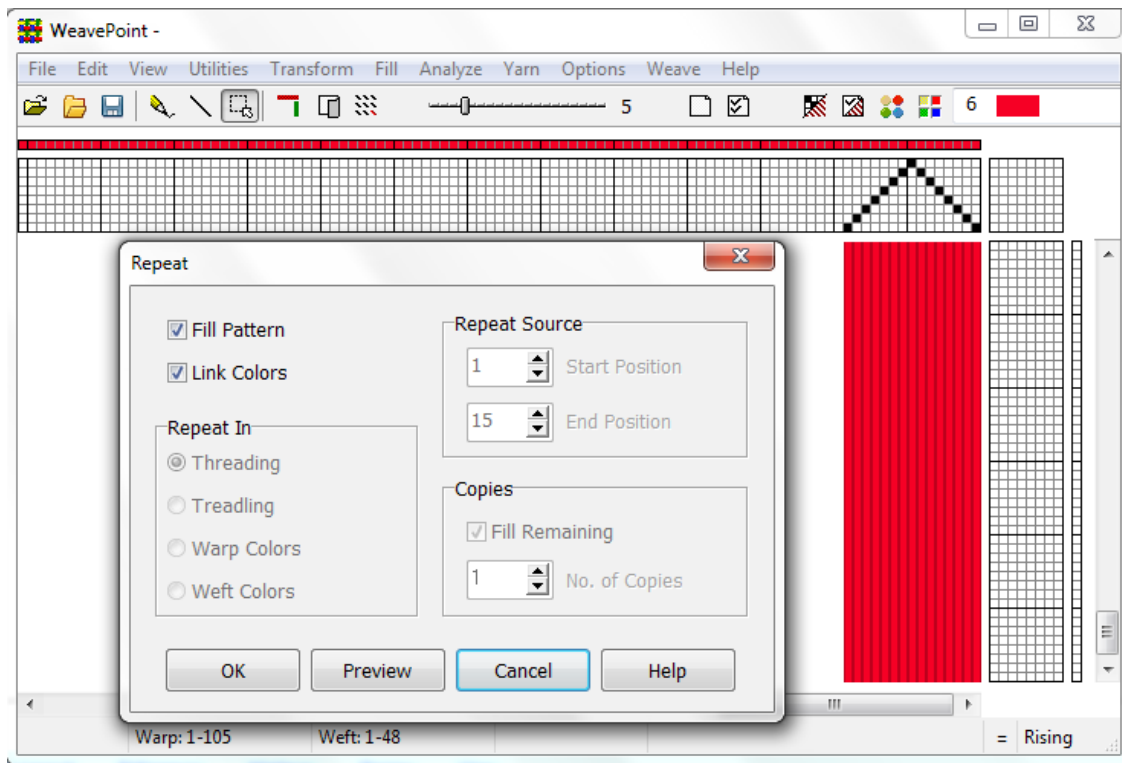 WeavePoint -
File Edit View Utilities Transform Fill Analyze Yarn Options Weave Help
5
6
Repeat
Fill Pattern
Link Colors
Repeat In
Threading
Treadling
Warp Colors
Weft Colors
Repeat Source
1 Start Position
15 End Position
Copies
Fill Remaining
1 No. of Copies
OK Preview Cancel Help
Warp: 1-105 Weft: 1-48 = Rising